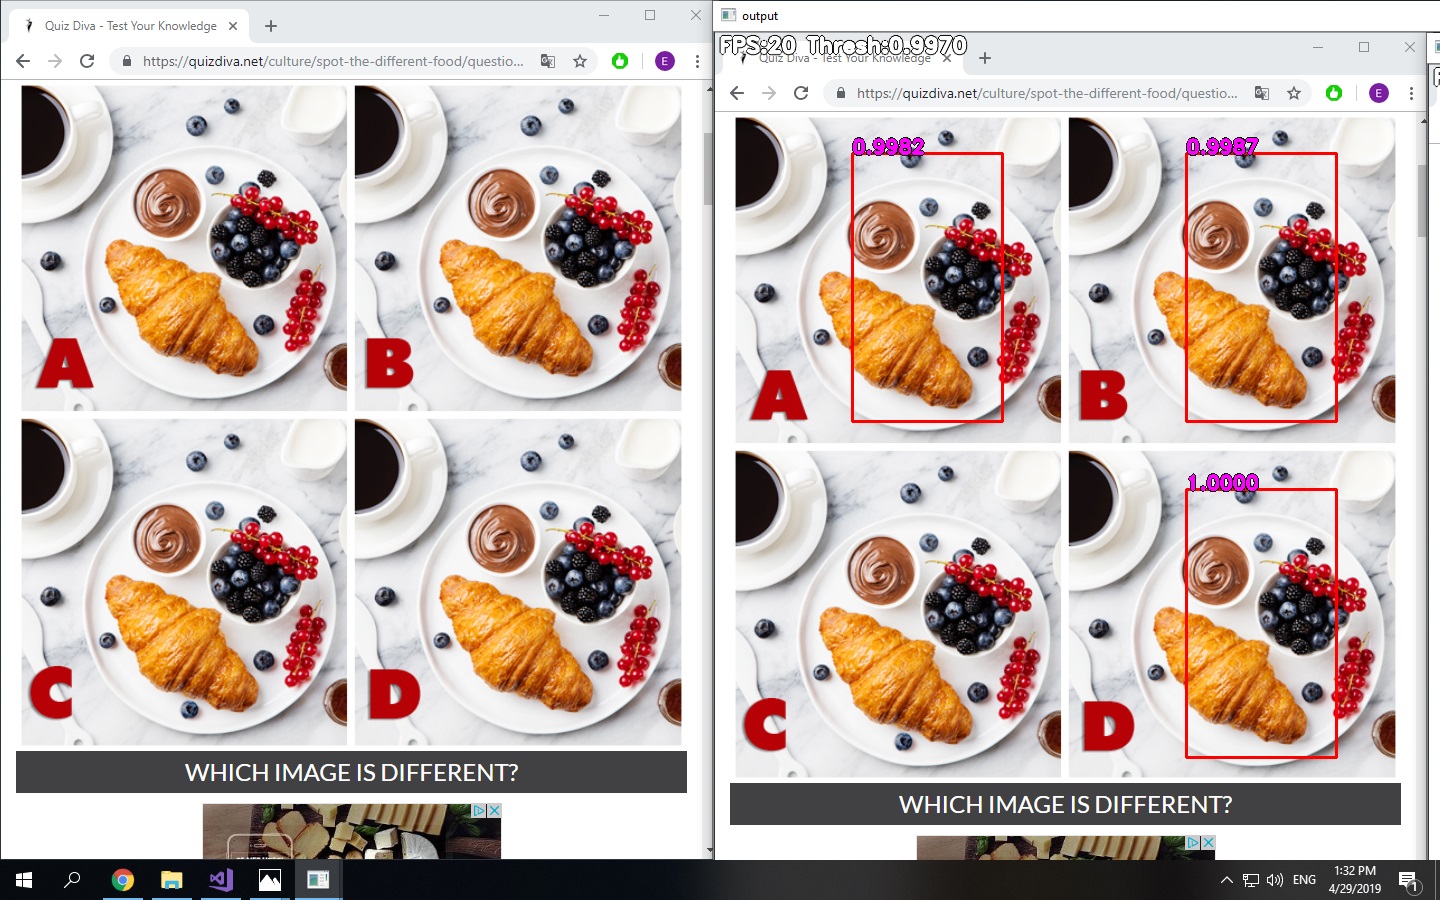 Quiz Diva - Test Your Knowledge
https://quizdiva.net/culture/spot-the-different-food/questio...
E
A
B
C
D
WHICH IMAGE IS DIFFERENT?
output
FPS:20 Thresh:0.9970
Quiz Diva - Test Your Knowledge
https://quizdiva.net/culture/spot-the-different-food/questio...
E
0.9982
0.9987
A
B
1.0000
C
D
WHICH IMAGE IS DIFFERENT?
ENG
1:32 PM
4/29/2019
1